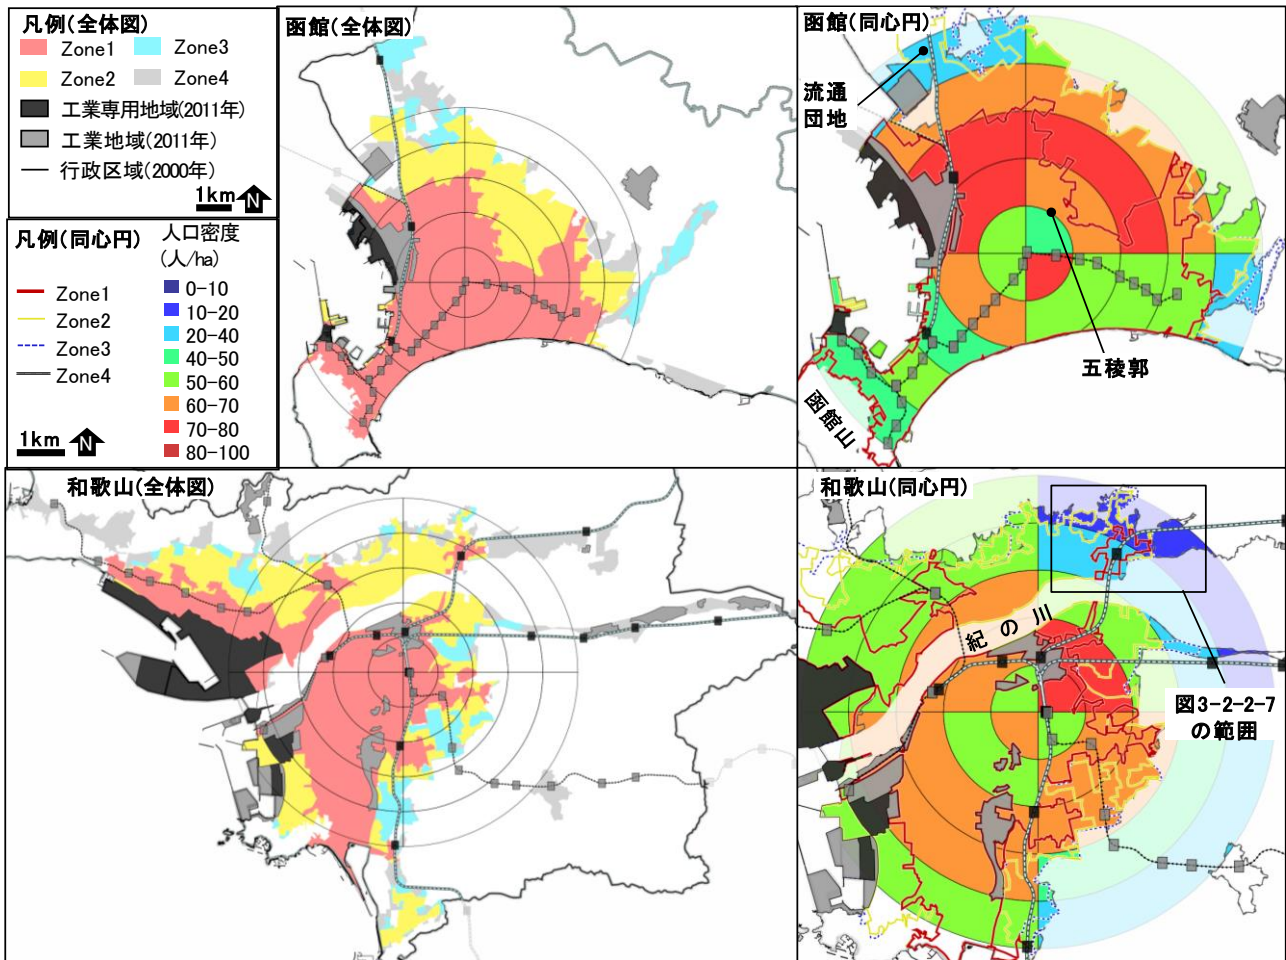 凡例(全体図)
Zone1 Zone3
Zone2 Zone4
工業専用地域(2011年)
工業地域(2011年)
行政区域(2000年)
1km N
凡例(同心円)
人口密度
(人/ha)
Zone1
Zone2
Zone3
Zone4
1km N
0-10
10-20
20-40
40-50
50-60
60-70
70-80
80-100
函館(全体図)
函館(同心円)
流通
団地
五稜郭
函館山
和歌山(全体図)
和歌山(同心円)
紀の川
図3-2-2-7
の範囲